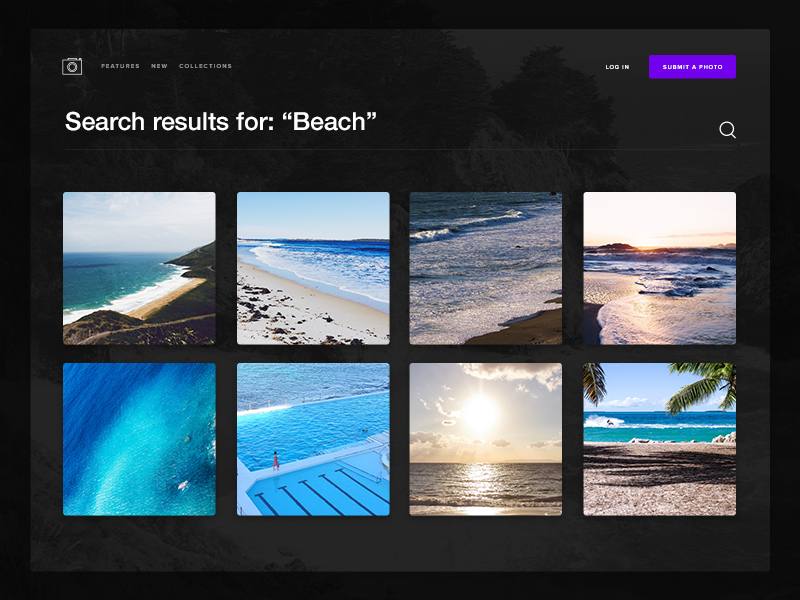 FEATURES NEW COLLECTIONS LOG IN SUBMIT A PHOTO
Search results for: “Beach”